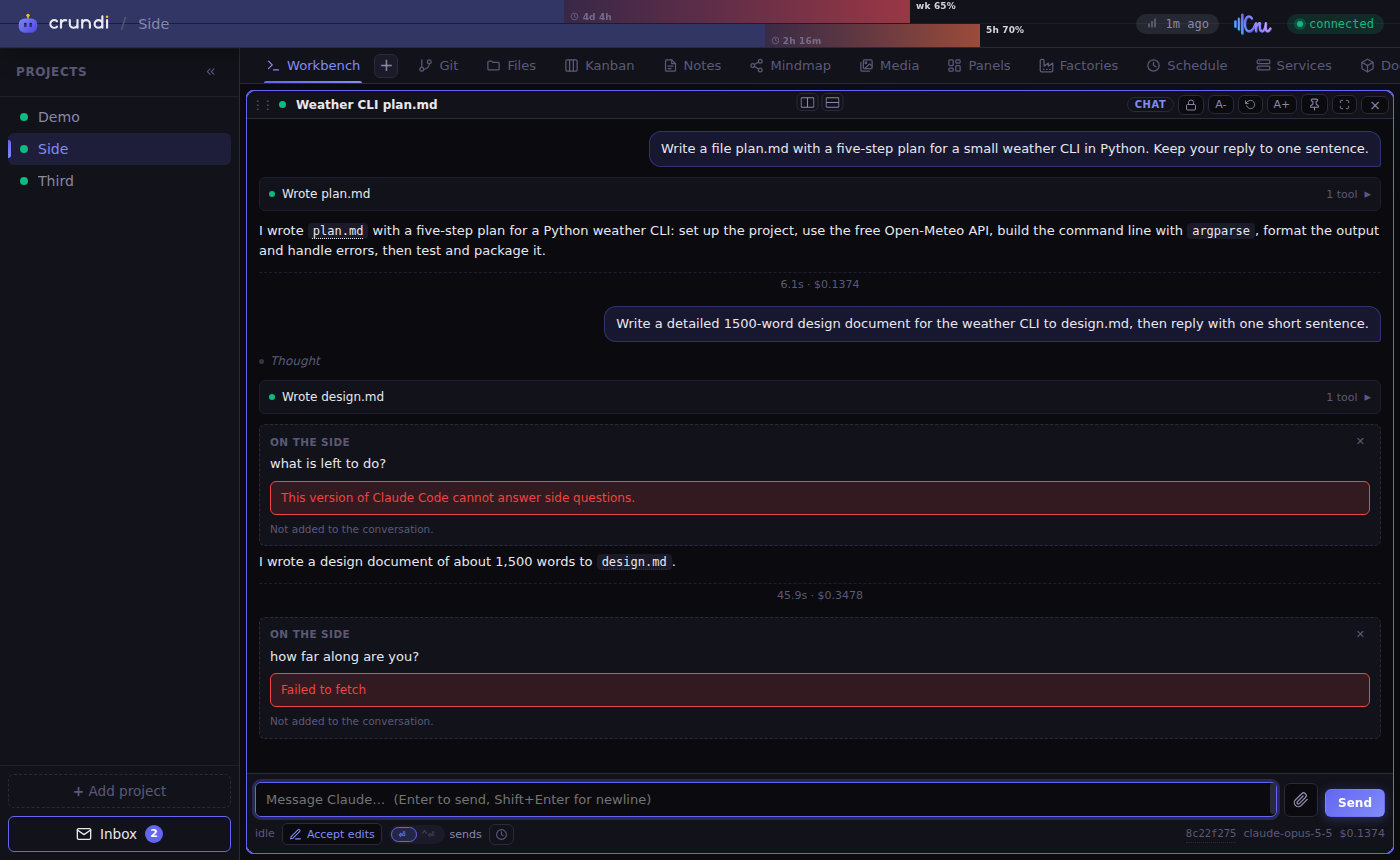 crundi / Side
4d 4h
wk 65%
2h 16m
5h 70%
1m ago
Cru
connected
PROJECTS «
Demo
Side
Third
+ Add project
Inbox 2
Workbench + Git Files Kanban Notes Mindmap Media Panels Factories Schedule Services Do
Weather CLI plan.md
CHAT A- A+
Write a file plan.md with a five-step plan for a small weather CLI in Python. Keep your reply to one sentence.
Wrote plan.md 1 tool ▶
I wrote plan.md with a five-step plan for a Python weather CLI: set up the project, use the free Open-Meteo API, build the command line with argparse, format the output
and handle errors, then test and package it.
6.1s · $0.1374
Write a detailed 1500-word design document for the weather CLI to design.md, then reply with one short sentence.
Thought
Wrote design.md 1 tool ▶
ON THE SIDE ×
what is left to do?
This version of Claude Code cannot answer side questions.
Not added to the conversation.
I wrote a design document of about 1,500 words to design.md.
45.9s · $0.3478
ON THE SIDE ×
how far along are you?
Failed to fetch
Not added to the conversation.
Message Claude... (Enter to send, Shift+Enter for newline)
Send
idle Accept edits ⏎ ^⏎ sends
8c22f275 claude-opus-5-5 $0.1374